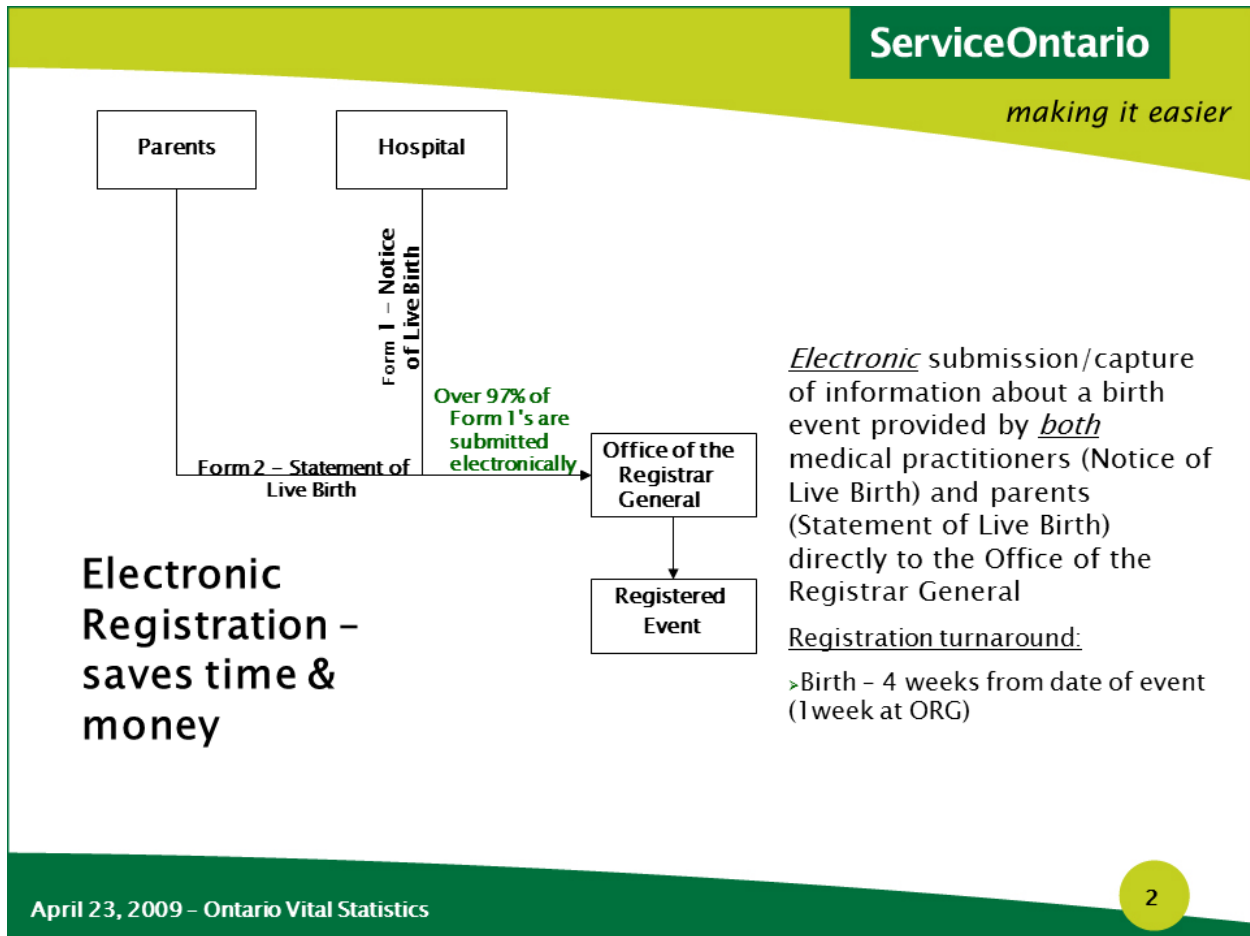 ServiceOntario
making it easier
Parents
Hospital
Form 1 – Notice
of Live Birth
Over 97% of
Form 1's are
submitted
electronically
Form 2 – Statement of
Live Birth
Office of the
Registrar
General
Registered
Event
Electronic
Registration –
saves time &
money
Electronic submission/capture
of information about a birth
event provided by both
medical practitioners (Notice of
Live Birth) and parents
(Statement of Live Birth)
directly to the Office of the
Registrar General
Registration turnaround:
➢Birth – 4 weeks from date of event
(1week at ORG)
April 23, 2009 – Ontario Vital Statistics
2